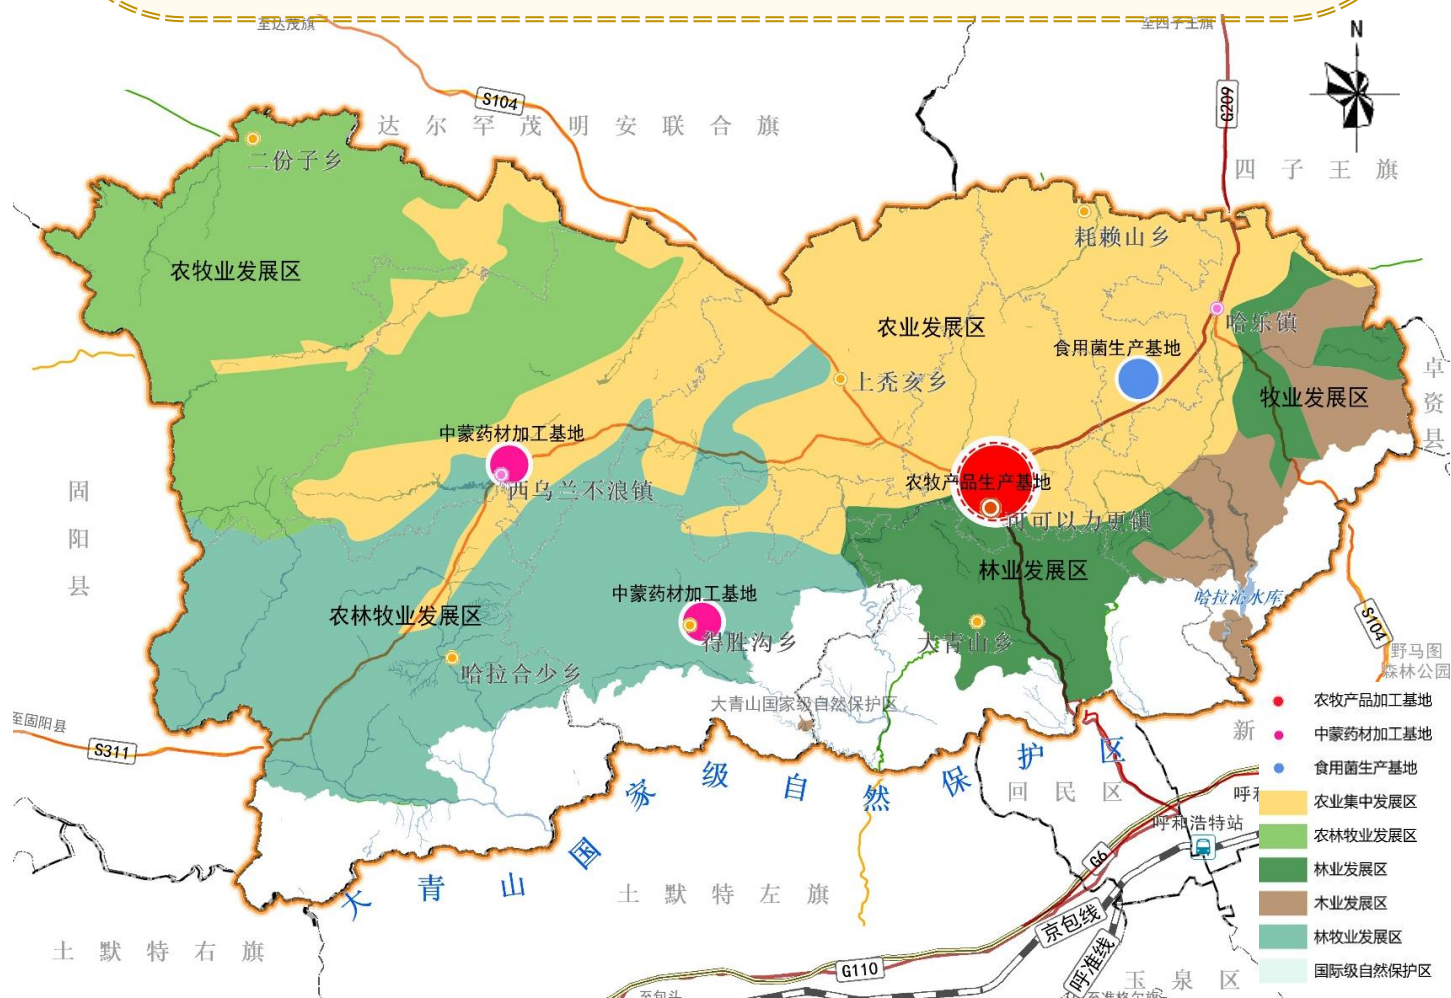 至达茂旗
至四子王旗
N
S104
G209
达尔罕茂明安联合旗
四子王旗
二份子乡
耗赖山乡
农牧业发展区
农业发展区
哈乐镇
食用菌生产基地
上秃亥乡
卓资县
牧业发展区
中蒙药材加工基地
农牧产品生产基地
西乌兰不浪镇
可可以力更镇
固阳县
林业发展区
中蒙药材加工基地
哈拉沁水库
农林牧业发展区
S104
得胜沟乡
大青山乡
哈拉合少乡
野马图
森林公园
大青山国家级自然保护区
至固阳县
S311
新
农牧产品加工基地
中蒙药材加工基地
食用菌生产基地
农业集中发展区
农林牧业发展区
林业发展区
木业发展区
林牧业发展区
国际级自然保护区
大青山国家级自然保护区
回民区
呼和浩特站
G6
土默特左旗
京包线
呼准线
土默特右旗
G110
玉泉区
至包头
至准格尔旗